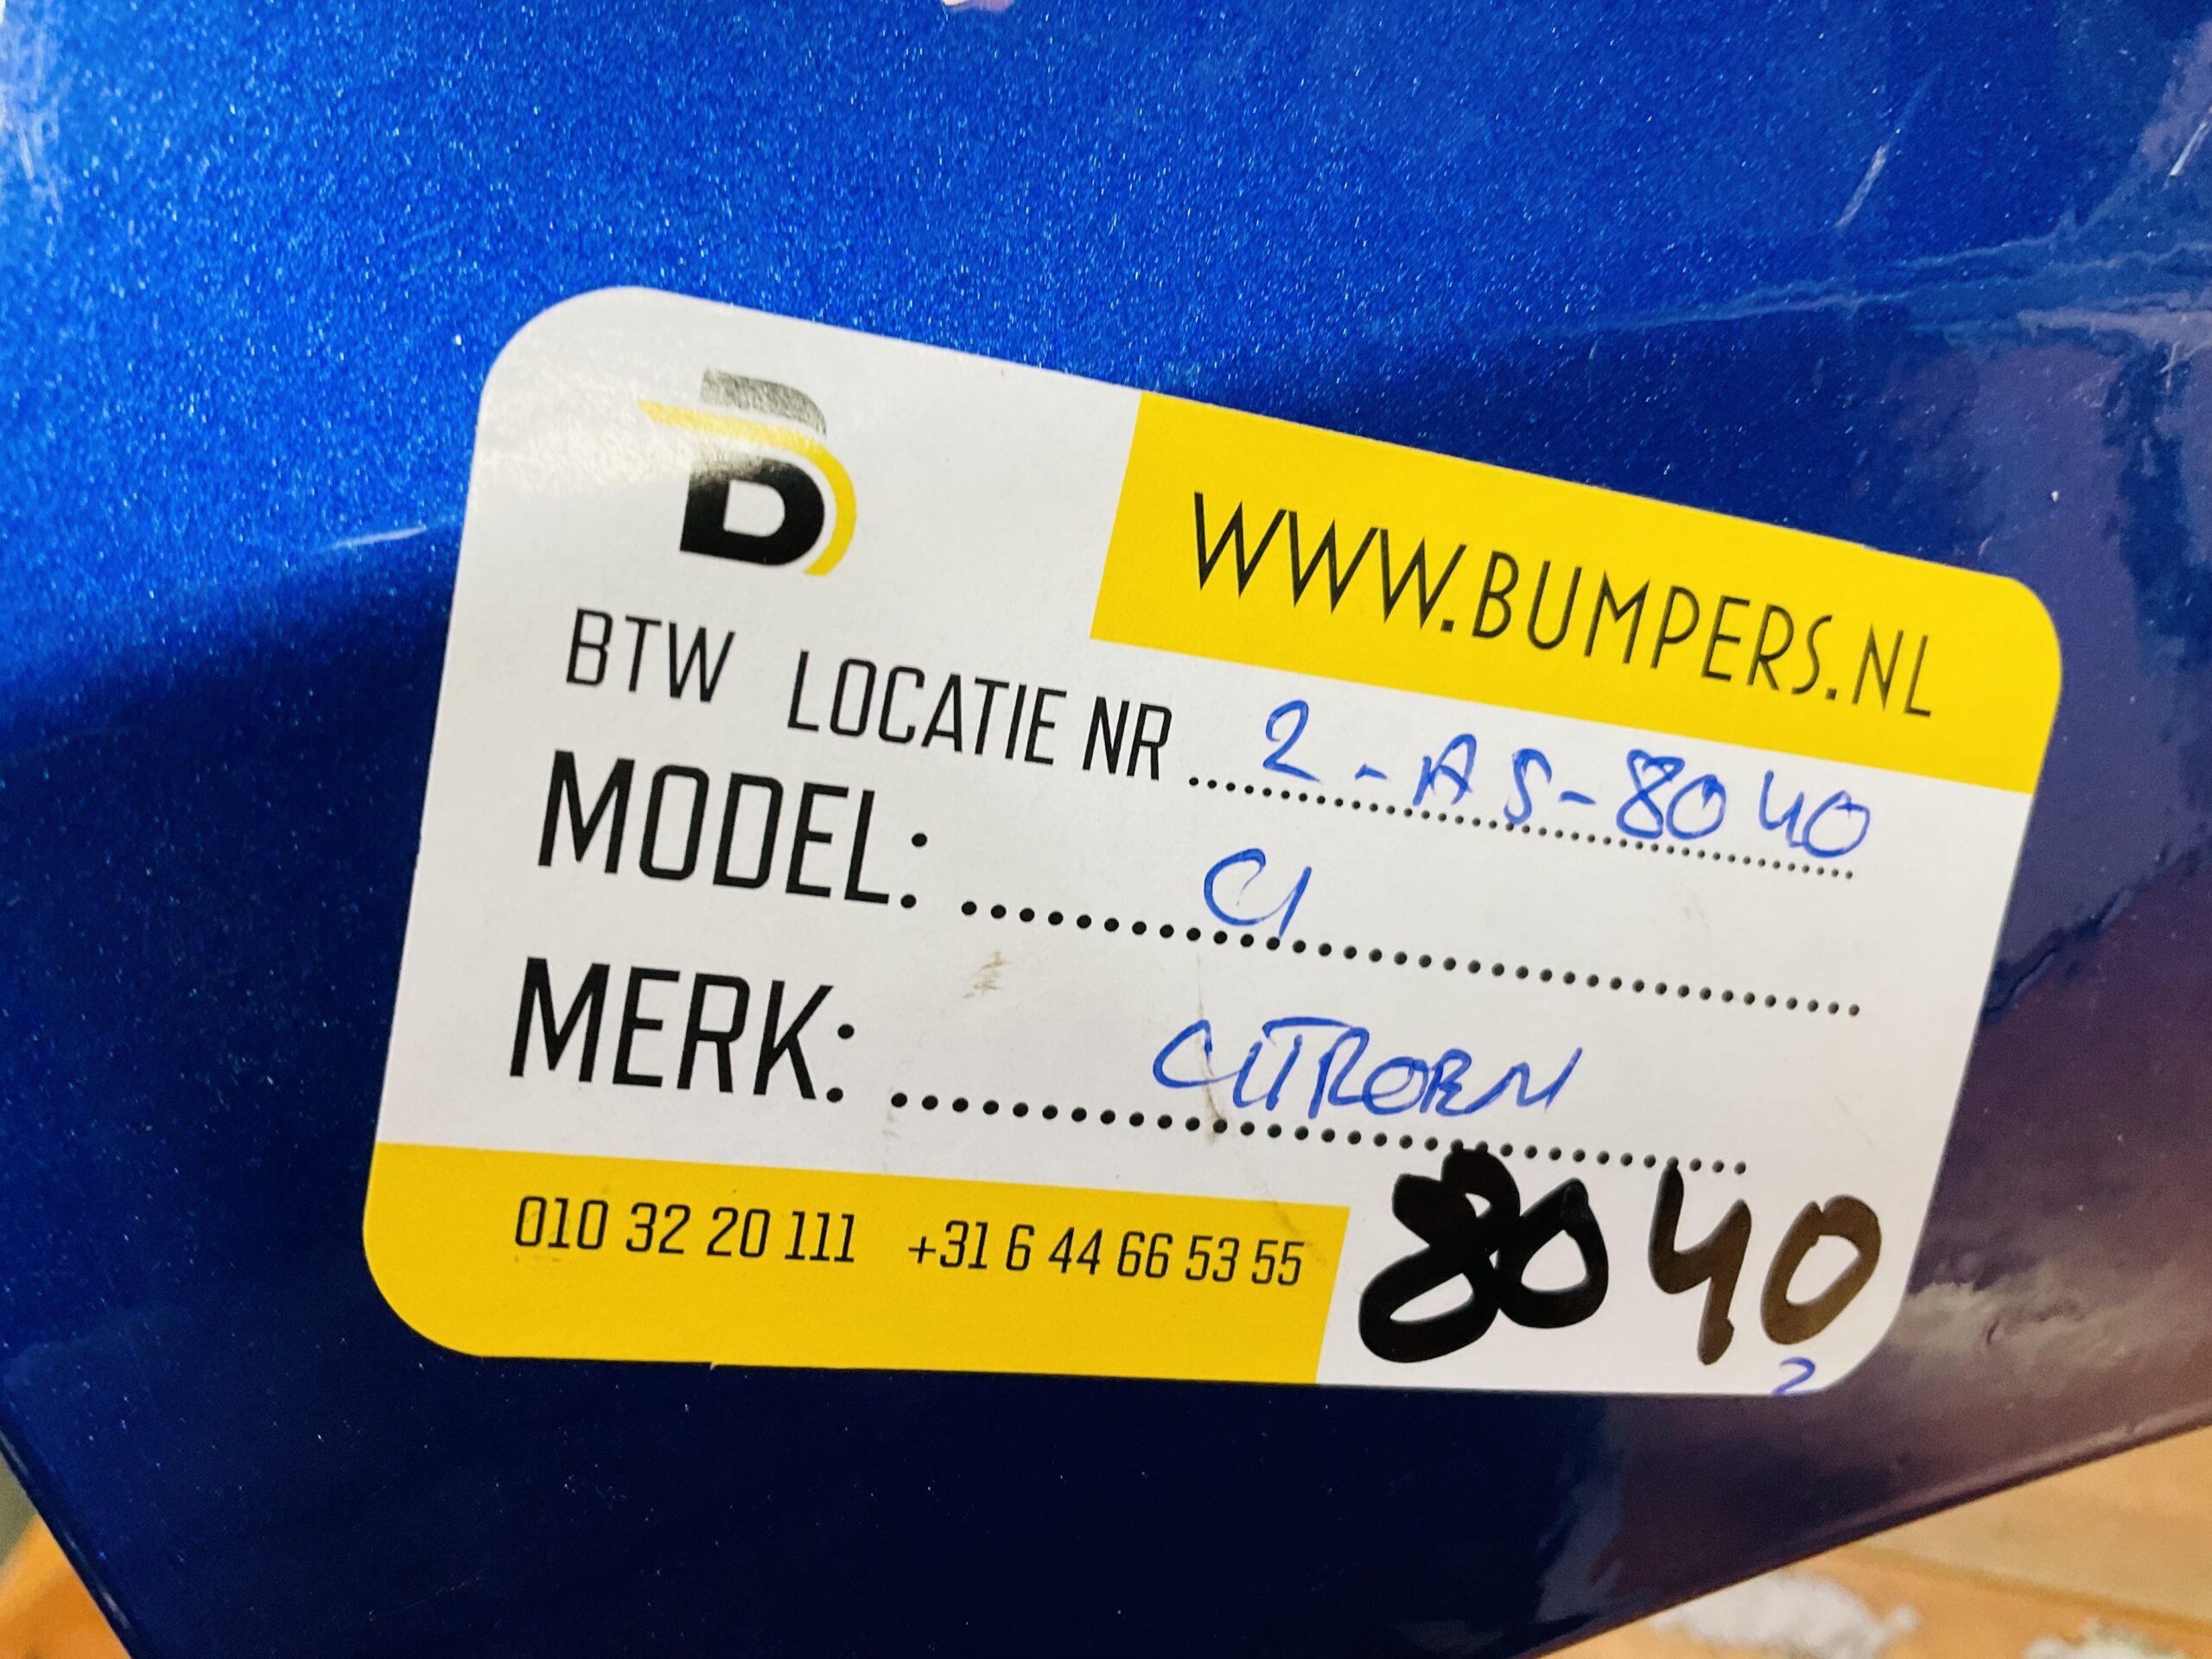 B
WWW.BUMPERS.NL
BTW LOCATIE NR ... 2-AS-8040
MODEL: ... C1
MERK: ... CITROEN
010 32 20 111 +31 6 44 66 53 55
8040
2